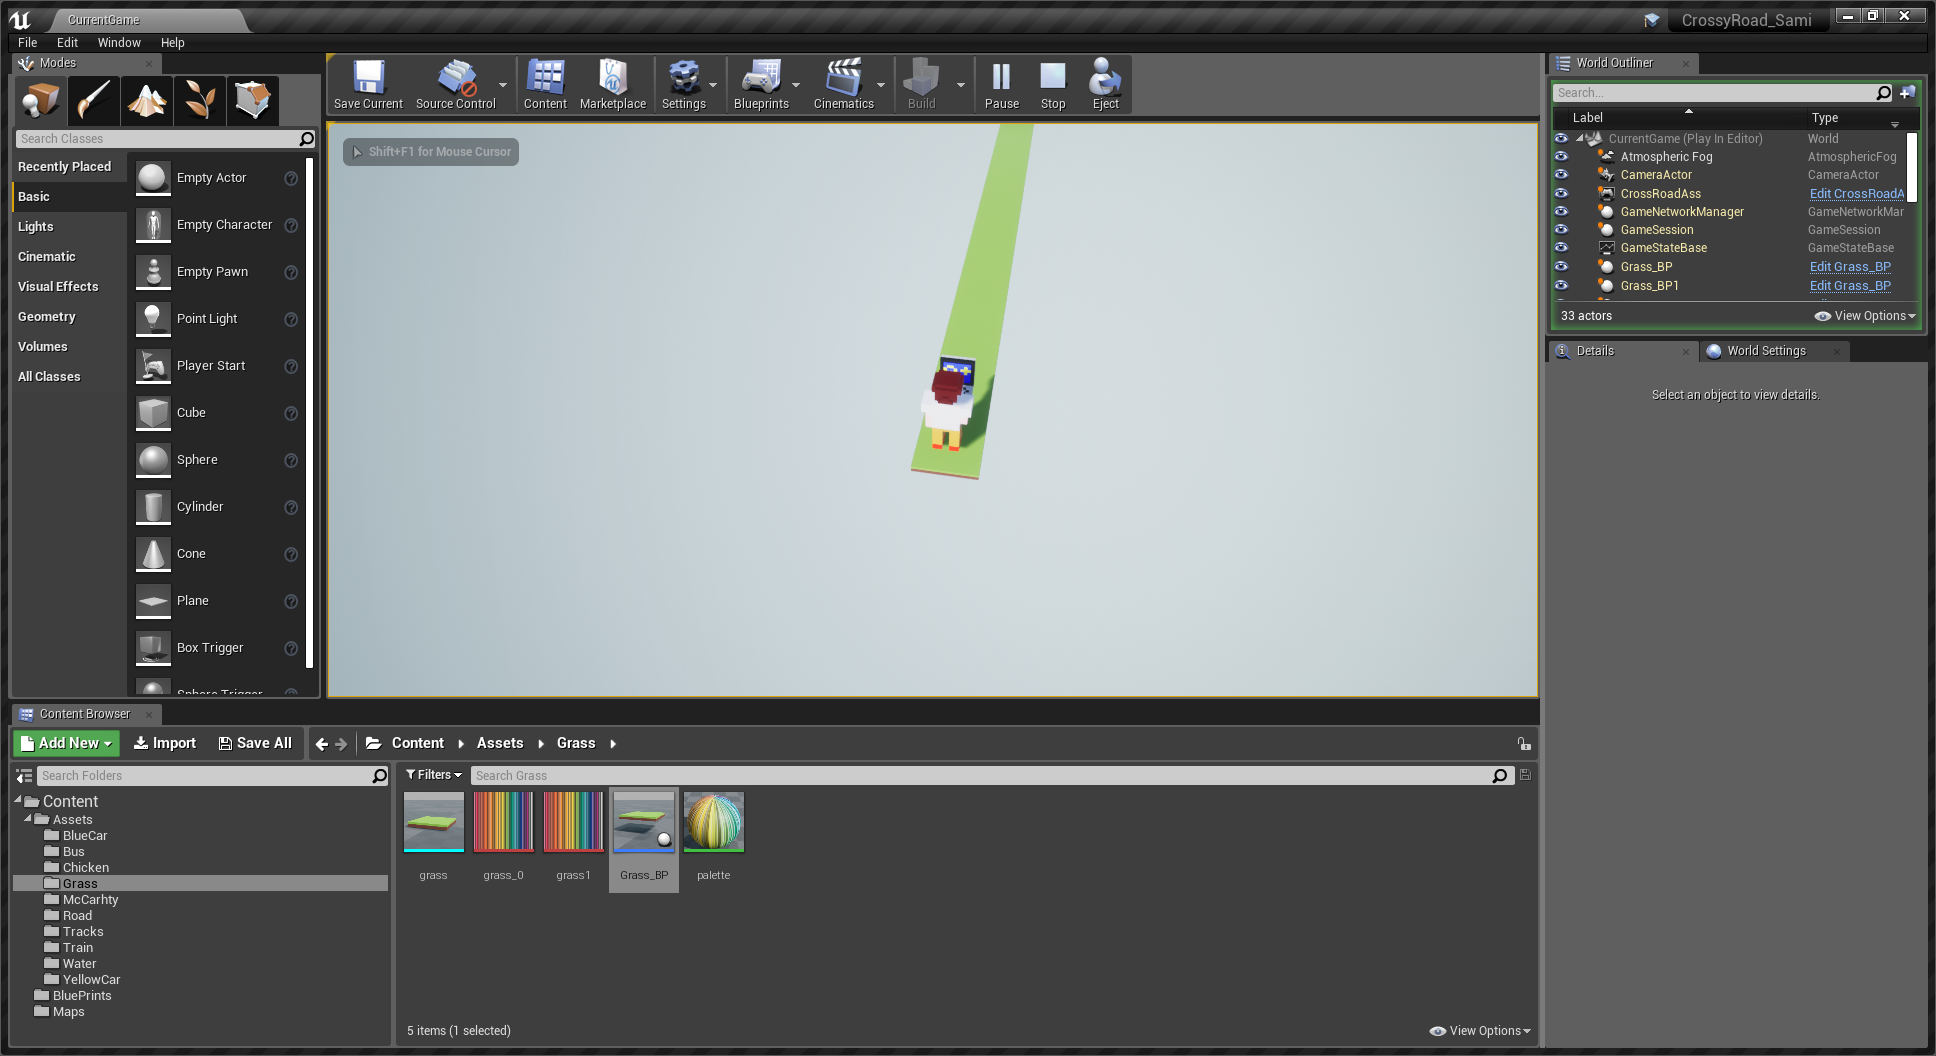 CurrentGame
CrossyRoad_Sami
File Edit Window Help
Modes
Search Classes
Recently Placed
Basic
Lights
Cinematic
Visual Effects
Geometry
Volumes
All Classes
Empty Actor
Empty Character
Empty Pawn
Point Light
Player Start
Cube
Sphere
Cylinder
Cone
Plane
Box Trigger
Sphere Trigger
Save Current
Source Control
Content
Marketplace
Settings
Blueprints
Cinematics
Build
Pause
Stop
Eject
Shift+F1 for Mouse Cursor
World Outliner
Search...
Label Type
CurrentGame (Play In Editor) World
Atmospheric Fog AtmosphericFog
CameraActor CameraActor
CrossRoadAss Edit CrossRoadA
GameNetworkManager GameNetworkMar
GameSession GameSession
GameStateBase GameStateBase
Grass_BP Edit Grass_BP
Grass_BP1 Edit Grass_BP
33 actors
View Options
Details
World Settings
Select an object to view details.
Content Browser
Add New
Import
Save All
Content
Assets
Grass
Search Folders
Content
Assets
BlueCar
Bus
Chicken
Grass
McCarhty
Road
Tracks
Train
Water
YellowCar
BluePrints
Maps
Filters
Search Grass
grass
grass_0
grass1
Grass_BP
palette
5 items (1 selected)
View Options